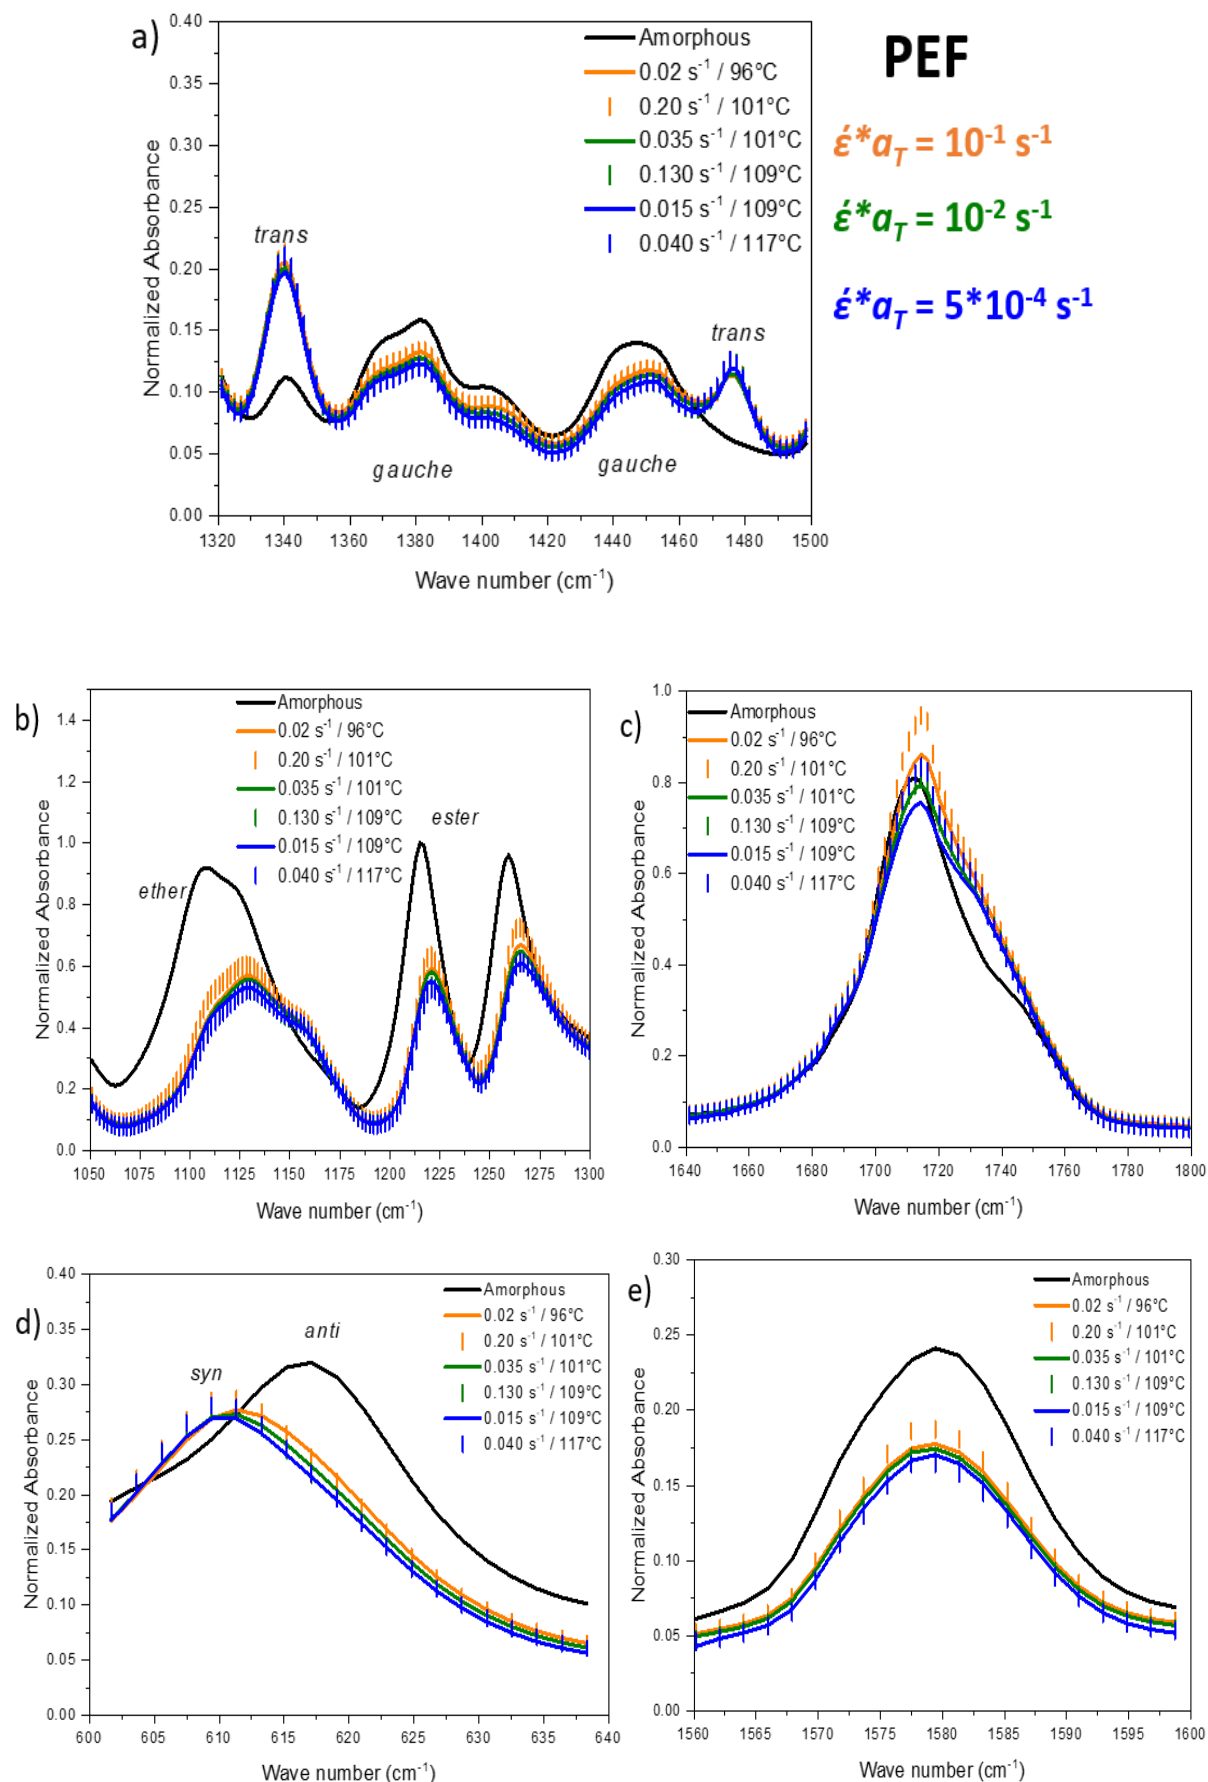 a)
PEF
έ*aT = 10-1 s-1
έ*aT = 10-2 s-1
έ*aT = 5*10-4 s-1
Amorphous
0.02 s-1 / 96°C
0.20 s-1 / 101°C
0.035 s-1 / 101°C
0.130 s-1 / 109°C
0.015 s-1 / 109°C
0.040 s-1 / 117°C
trans
gauche
gauche
trans
0.40
0.35
0.30
0.25
0.20
0.15
0.10
0.05
0.00
Normalized Absorbance
1320 1340 1360 1380 1400 1420 1440 1460 1480 1500
Wave number (cm-1)
b)
Amorphous
0.02 s-1 / 96°C
0.20 s-1 / 101°C
0.035 s-1 / 101°C
0.130 s-1 / 109°C
0.015 s-1 / 109°C
0.040 s-1 / 117°C
ether
ester
1.4
1.2
1.0
0.8
0.6
0.4
0.2
0.0
Normalized Absorbance
1050 1075 1100 1125 1150 1175 1200 1225 1250 1275 1300
Wave number (cm-1)
c)
Amorphous
0.02 s-1 / 96°C
0.20 s-1 / 101°C
0.035 s-1 / 101°C
0.130 s-1 / 109°C
0.015 s-1 / 109°C
0.040 s-1 / 117°C
1.0
0.8
0.6
0.4
0.2
0.0
Normalized Absorbance
1640 1660 1680 1700 1720 1740 1760 1780 1800
Wave number (cm-1)
d)
Amorphous
0.02 s-1 / 96°C
0.20 s-1 / 101°C
0.035 s-1 / 101°C
0.130 s-1 / 109°C
0.015 s-1 / 109°C
0.040 s-1 / 117°C
syn
anti
0.40
0.35
0.30
0.25
0.20
0.15
0.10
0.05
0.00
Normalized Absorbance
600 605 610 615 620 625 630 635 640
Wave number (cm-1)
e)
Amorphous
0.02 s-1 / 96°C
0.20 s-1 / 101°C
0.035 s-1 / 101°C
0.130 s-1 / 109°C
0.015 s-1 / 109°C
0.040 s-1 / 117°C
0.30
0.25
0.20
0.15
0.10
0.05
0.00
Normalized Absorbance
1560 1565 1570 1575 1580 1585 1590 1595 1600
Wave number (cm-1)